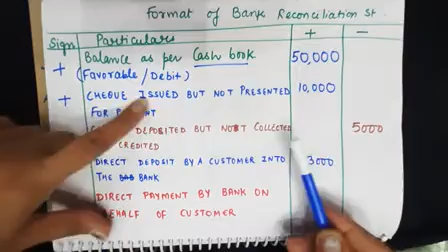 Format of Bank Reconciliation St
Sign Particulars + −
Balance as per Cash book 50,000
+ (Favorable / Debit)
+ CHEQUE ISSUED BUT NOT PRESENTED 10,000
FOR
DEPOSITED BUT NOT COLLECTED 5000
CREDITED
DIRECT DEPOSIT BY A CUSTOMER INTO 3000
BANK
DIRECT PAYMENT BY BANK ON
BEHALF OF CUSTOMER